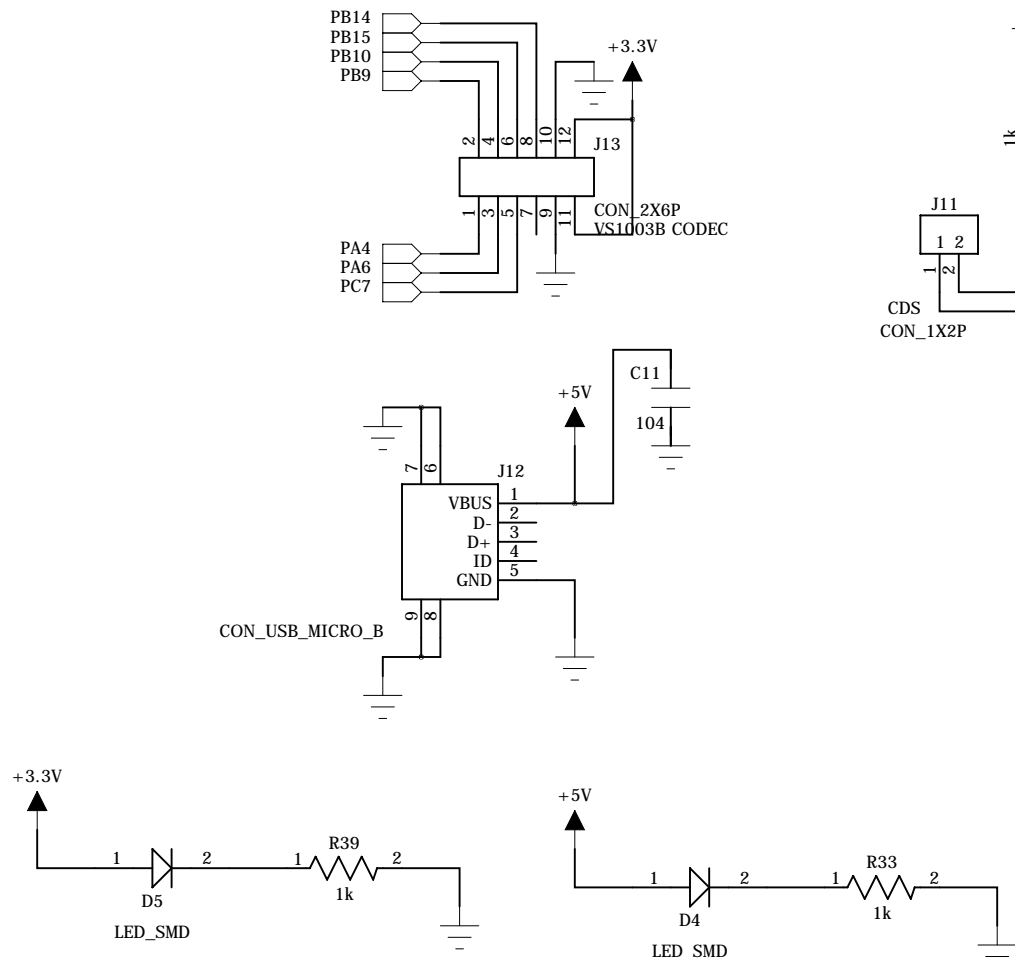 PB14
PB15
PB10
PB9
+3.3V
2 4 6 8 10 12
J13
1 3 5 7 9 11
CON_2X6P
VS1003B CODEC
PA4
PA6
PC7
1k
J11
1 2
1 2
CDS
CON_1X2P
C11
104
+5V
7 6
J12
VBUS 1
D- 2
D+ 3
ID 4
GND 5
9 8
CON_USB_MICRO_B
+3.3V
1 2
D5
LED_SMD
R39
1 2
1k
+5V
1 2
D4
LED_SMD
R33
1 2
1k